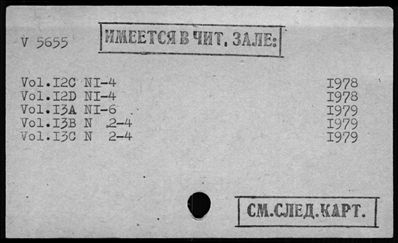 V 5655
ИМЕЕТСЯ В ЧИТ. ЗАЛЕ:
Vol.I2C NI-4 I978
Vol.I2D NI-4 I978
Vol.I3A NI-6 I979
Vol.I3B N 2-4 I979
Vol.I3C N 2-4 I979
СМ.СЛЕД.КАРТ.